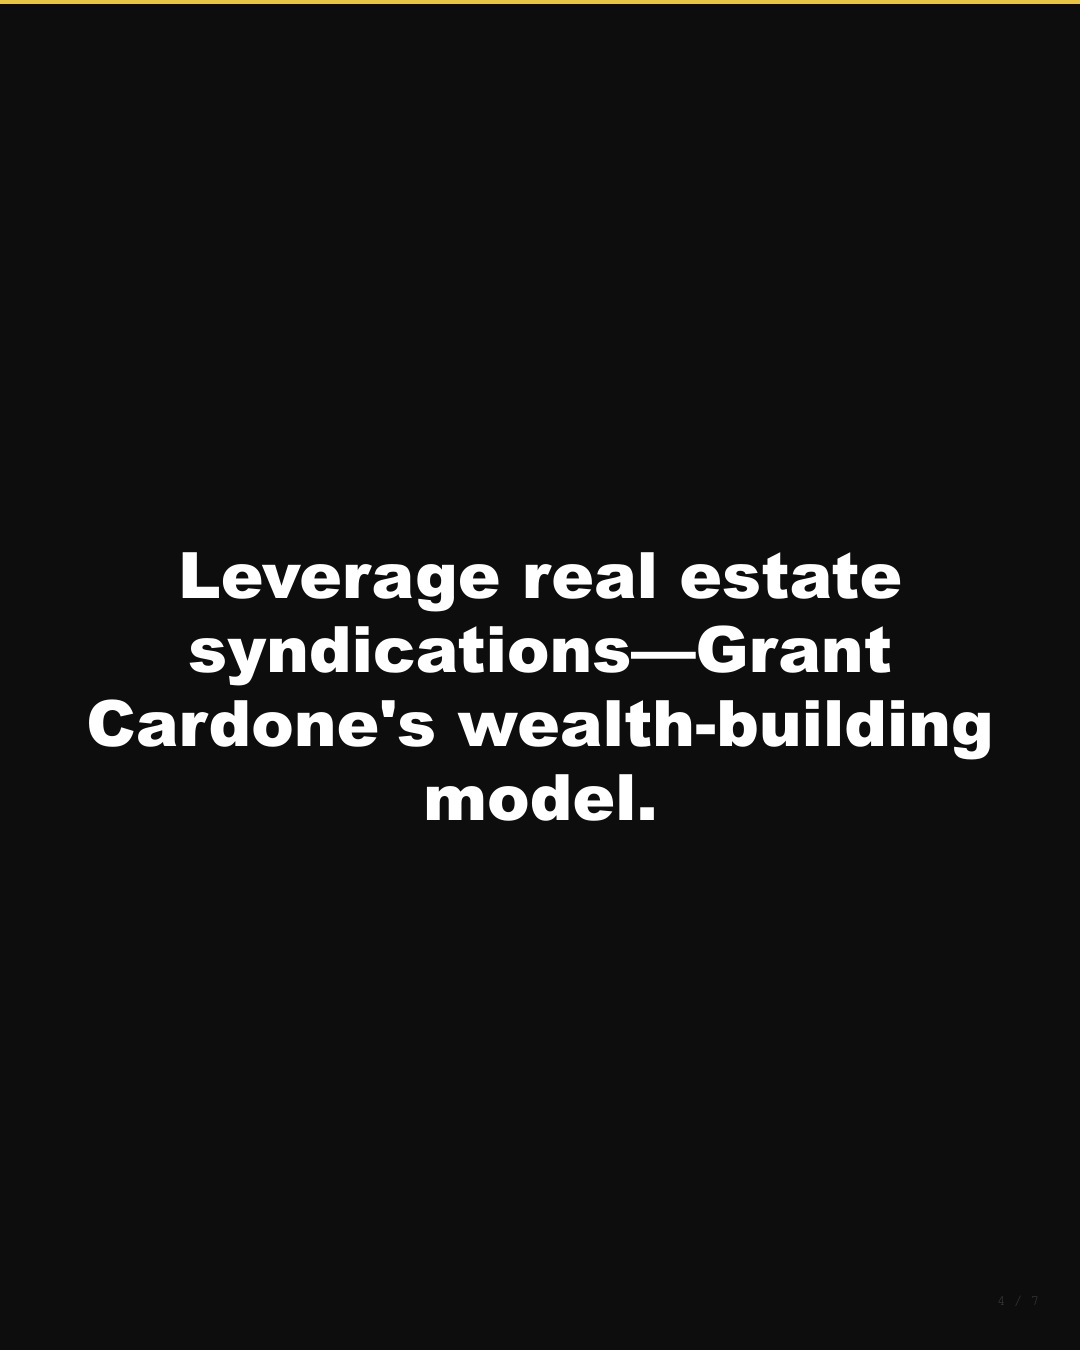 Leverage real estate
syndications—Grant
Cardone's wealth-building
model.
4 / 7